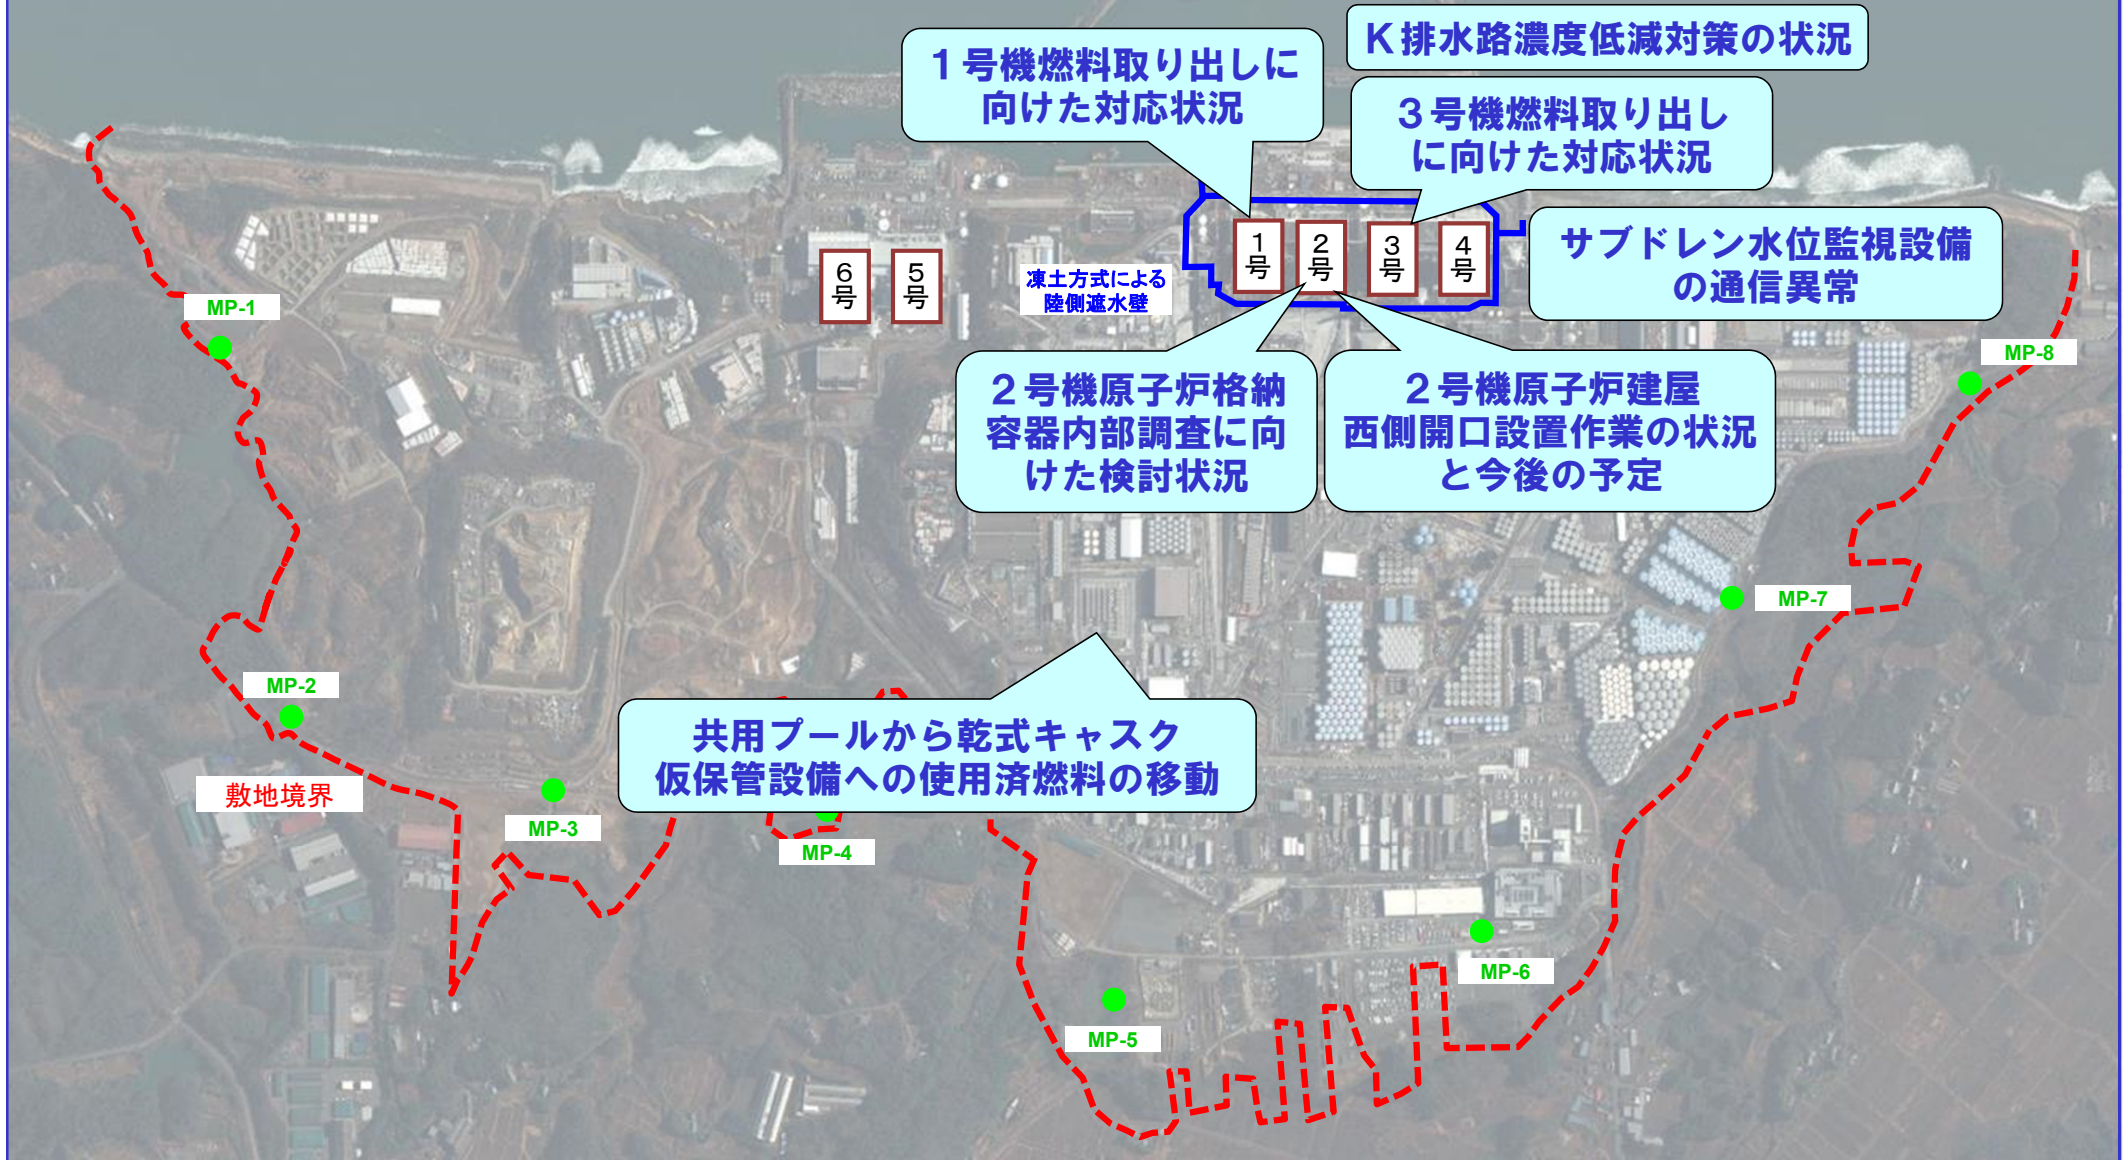 K排水路濃度低減対策の状況
1号機燃料取り出しに
向けた対応状況
3号機燃料取り出し
に向けた対応状況
サブドレン水位監視設備
の通信異常
1
号
2
号
3
号
4
号
6
号
5
号
凍土方式による
陸側遮水壁
MP-1
MP-8
2号機原子炉格納
容器内部調査に向
けた検討状況
2号機原子炉建屋
西側開口設置作業の状況
と今後の予定
MP-7
MP-2
共用プールから乾式キャスク
仮保管設備への使用済燃料の移動
敷地境界
MP-3
MP-4
MP-6
MP-5